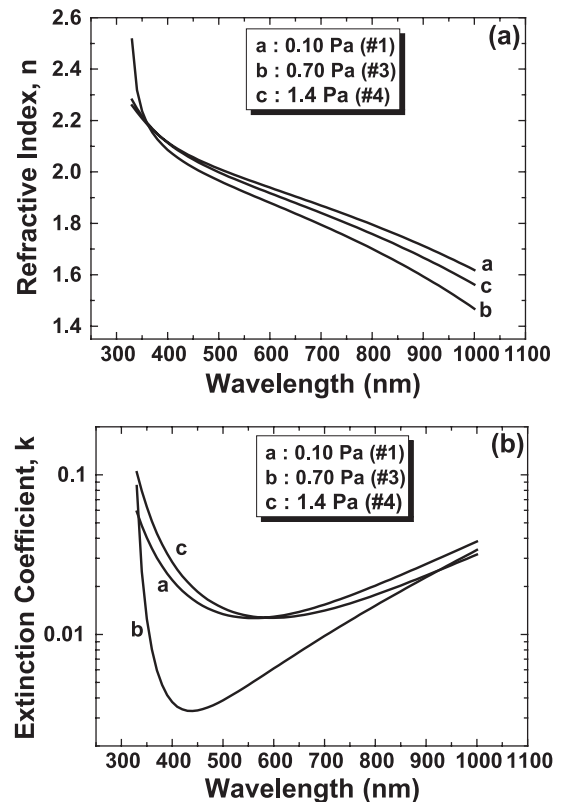 2.6
2.4
2.2
2.0
1.8
1.6
1.4
Refractive Index, n
a : 0.10 Pa (#1)
b : 0.70 Pa (#3)
c : 1.4 Pa (#4)
(a)
a
c
b
300 400 500 600 700 800 900 1000 1100
Wavelength (nm)
0.1
0.01
Extinction Coefficient, k
a : 0.10 Pa (#1)
b : 0.70 Pa (#3)
c : 1.4 Pa (#4)
(b)
c
a
b
300 400 500 600 700 800 900 1000 1100
Wavelength (nm)